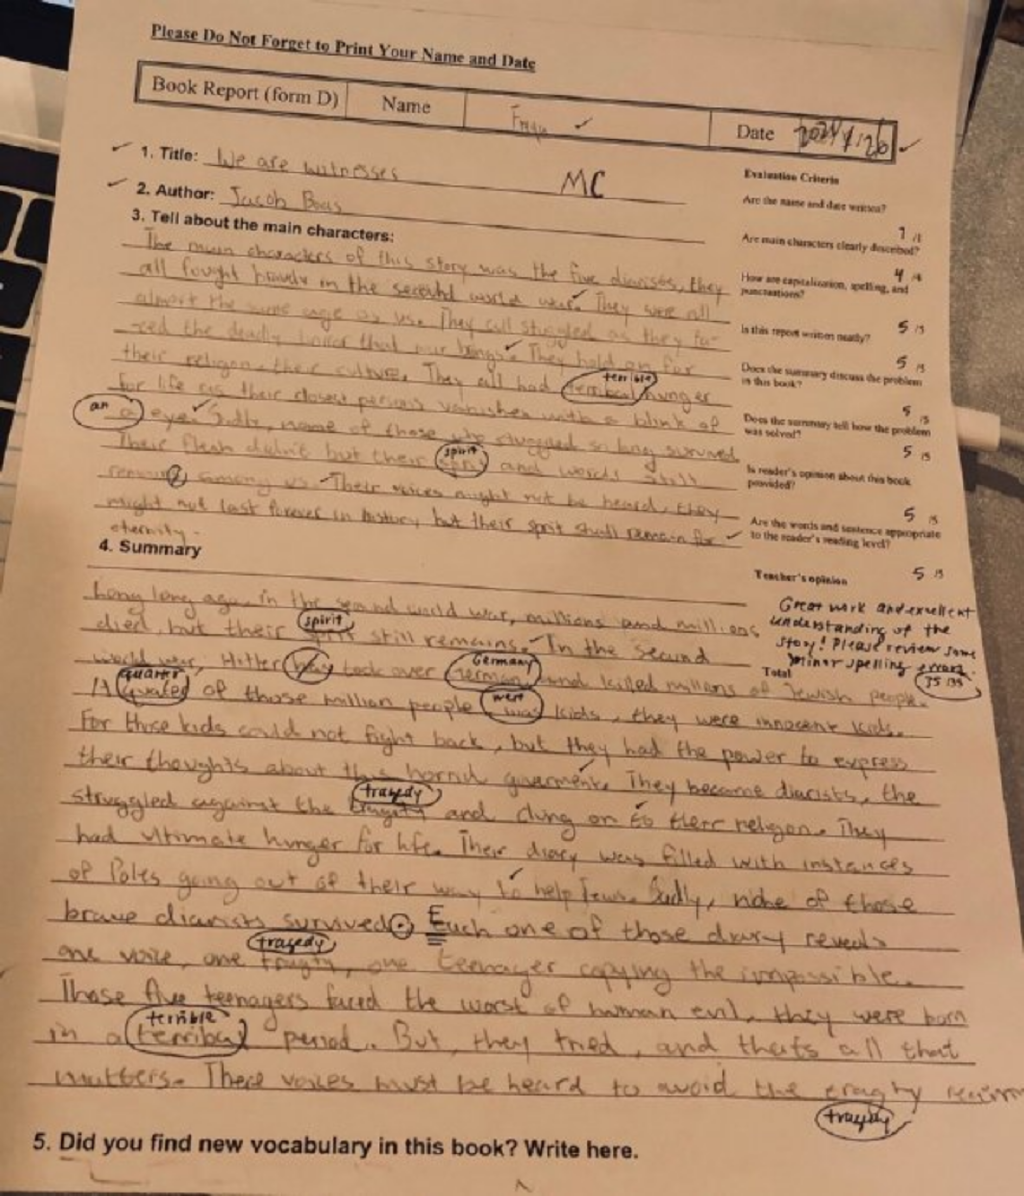 Please Do Not Forget to Print Your Name and Date
Book Report (form D)
Name
Date
✓ 1. Title: We are witnesses
MC
✓ 2. Author: Jacob Boas
3. Tell about the main characters:
The main characters of this story was the five diarists, they
all fought bravely in the second world war. They were all
almost the same age as us. They all stuggled as they fa-
ced the deadly horror that war brings. They hold on for
their religion, their culture. They all had terribal hunger
terrible
for life as their closest persons vanishes with a blink of
an
a eye. Sadly, none of those who stuggled so long survived
spirit
Their flesh didn't but their sprit and words still
among us. Their voices might not be heard, they
might not last forever in history but their sprit shall remain for
eternity.
4. Summary
Long long ago, in the second world war, millions and millions
spirit
died, but their sprit still remains. In the second
Germany
world war, Hitler took over German and killed millions of Jewish people.
quarter
were
A of those million people was kids, they were innocent kids.
For those kids could not fight back, but they had the power to express
their thoughts about this horrid They become diarists, the
tragedy
struggled against the and clung on to their religon. They
had ultimate hunger for life. Their diary was filled with instances
of Poles going out of their way to help Jews. Sadly, none of those
brave diarists survived. Each one of those diary reveals
tragedy
one voice, one tragty, one teenager copying the impossible.
Those five teenagers faced the worst of human evil, they were born
terrible
in a terribal period. But, they tried, and thats all that
matters. There voices must be heard to avoid the tragty
tragedy
5. Did you find new vocabulary in this book? Write here.
Evaluation Criteria
Are the name and date written?
1 /1
Are main characters clearly described?
4 /4
How are capitalization, spelling, and
punctuations?
5 /5
Is this report written neatly?
5 /5
Does the summary discuss the problem
in this book?
5 /5
Does the summary tell how the problem
was solved?
5 /5
Is reader's opinion about this book
provided?
5 /5
Are the words and sentence appropriate
to the reader's reading level?
5 /5
Teacher's opinion
Great work and excellent
understanding of the
story! Please review some
minor spelling errors.
Total
35 /35